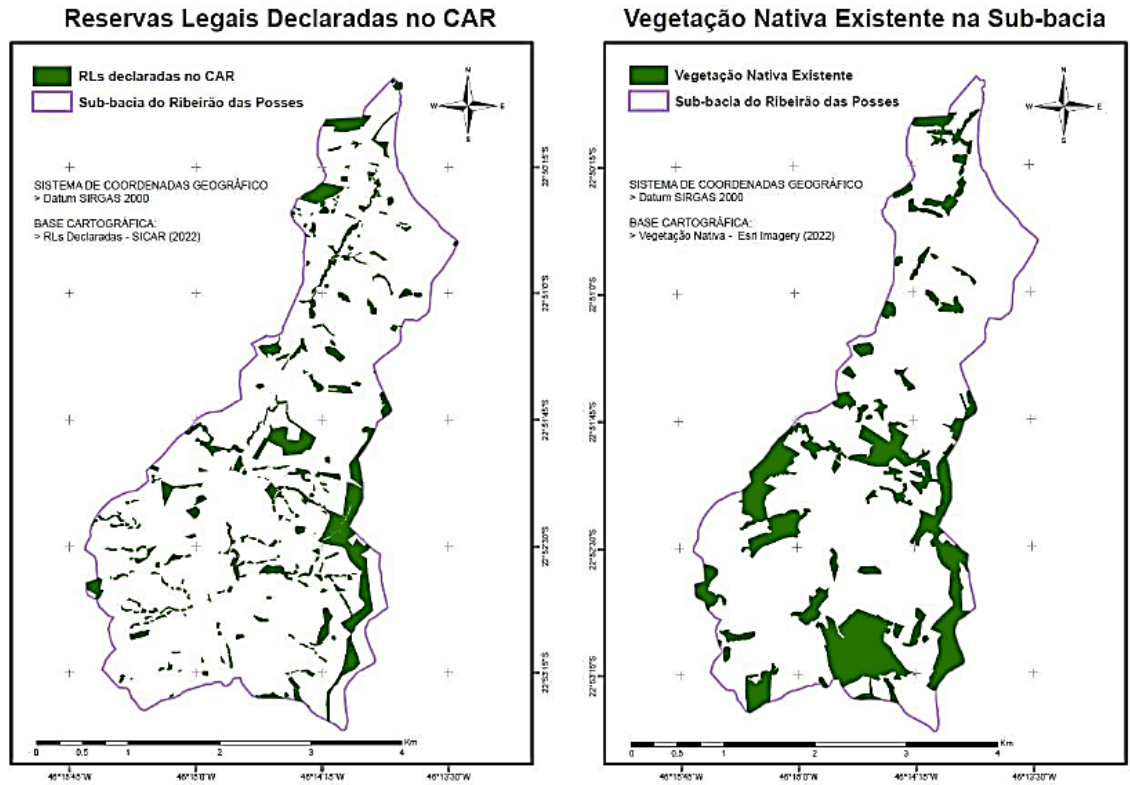 Reservas Legais Declaradas no CAR
RLs declaradas no CAR
Sub-bacia do Ribeirão das Posses
N
W E
S
SISTEMA DE COORDENADAS GEOGRÁFICO
> Datum SIRGAS 2000
BASE CARTOGRÁFICA:
> RLs Declaradas - SICAR (2022)
22°50'15"S
22°51'0"S
22°51'45"S
22°52'30"S
22°53'15"S
0 0,5 1 2 3 4 Km
46°15'45"W 46°15'0"W 46°14'15"W 46°13'30"W
Vegetação Nativa Existente na Sub-bacia
Vegetação Nativa Existente
Sub-bacia do Ribeirão das Posses
N
W E
S
SISTEMA DE COORDENADAS GEOGRÁFICO
> Datum SIRGAS 2000
BASE CARTOGRÁFICA:
> Vegetação Nativa - Esri Imagery (2022)
22°50'15"S
22°51'0"S
22°51'45"S
22°52'30"S
22°53'15"S
0 0,5 1 2 3 4 Km
46°15'45"W 46°15'0"W 46°14'15"W 46°13'30"W